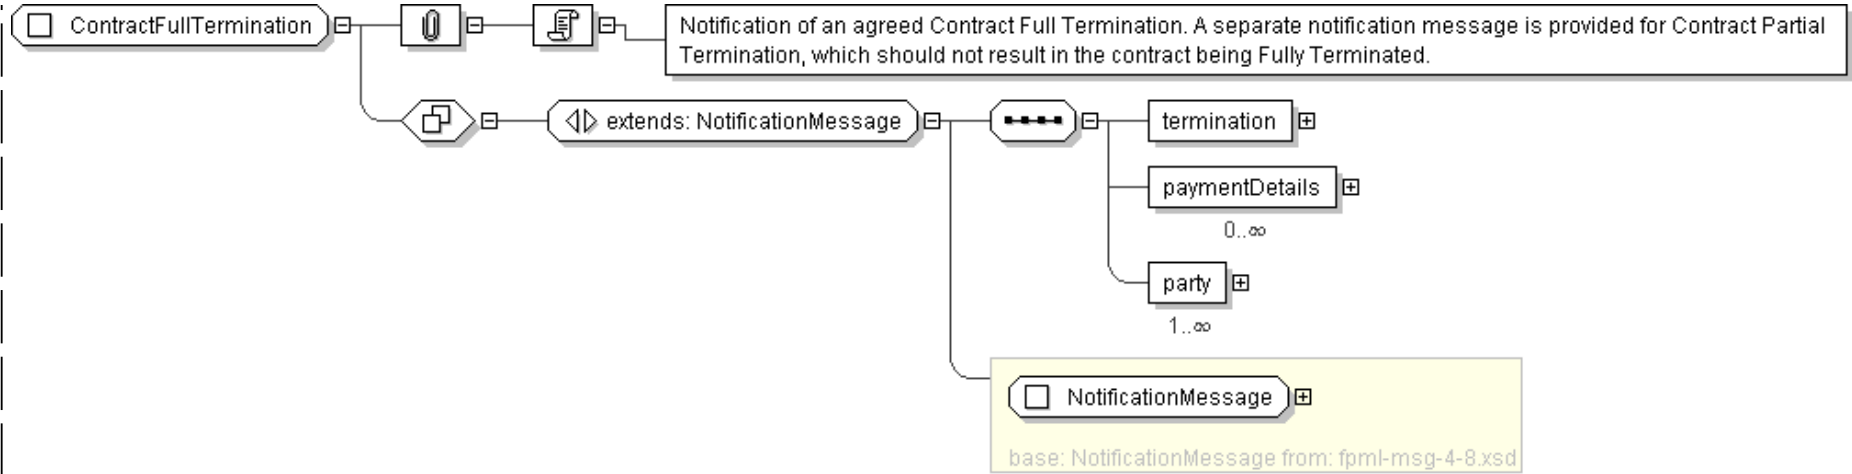 ContractFullTermination
Notification of an agreed Contract Full Termination. A separate notification message is provided for Contract Partial
Termination, which should not result in the contract being Fully Terminated.
extends: NotificationMessage
termination
paymentDetails
0..∞
party
1..∞
NotificationMessage
base: NotificationMessage from: fpml-msg-4-8.xsd